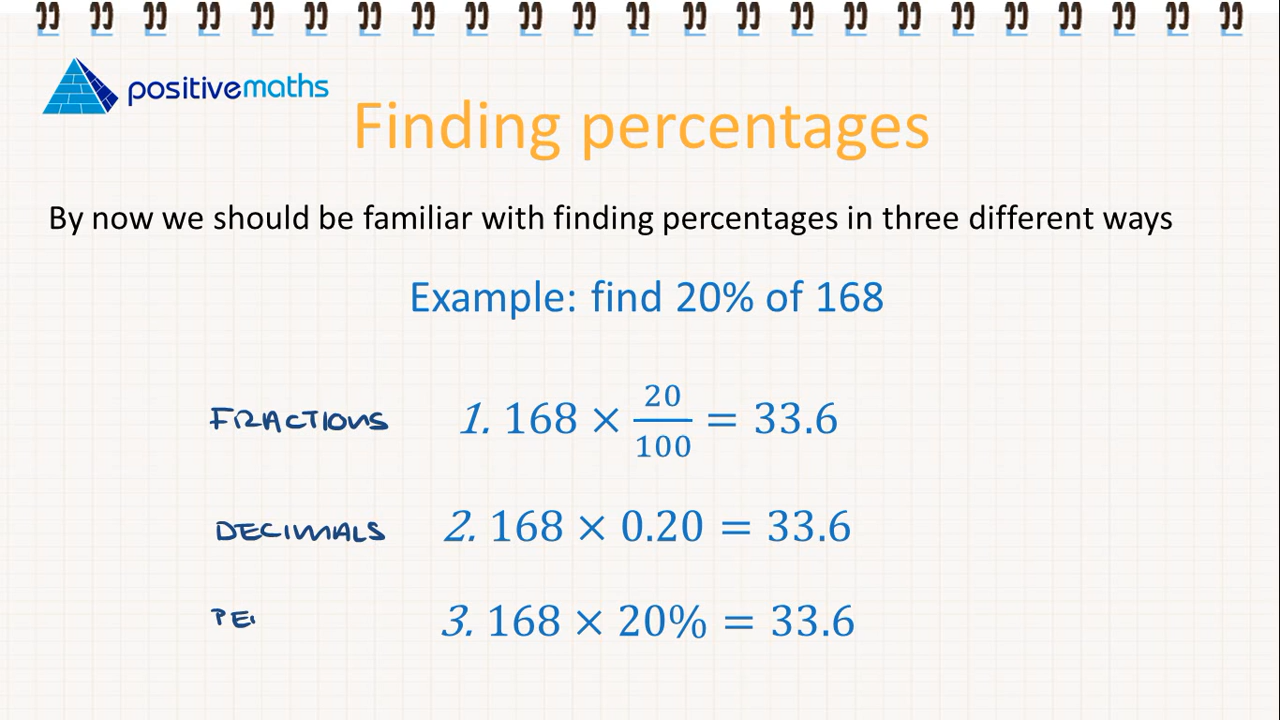 positivemaths
Finding percentages
By now we should be familiar with finding percentages in three different ways
Example: find 20% of 168
FRACTIONS 1. 168 × 20/100 = 33.6
DECIMALS 2. 168 × 0.20 = 33.6
PE 3. 168 × 20% = 33.6